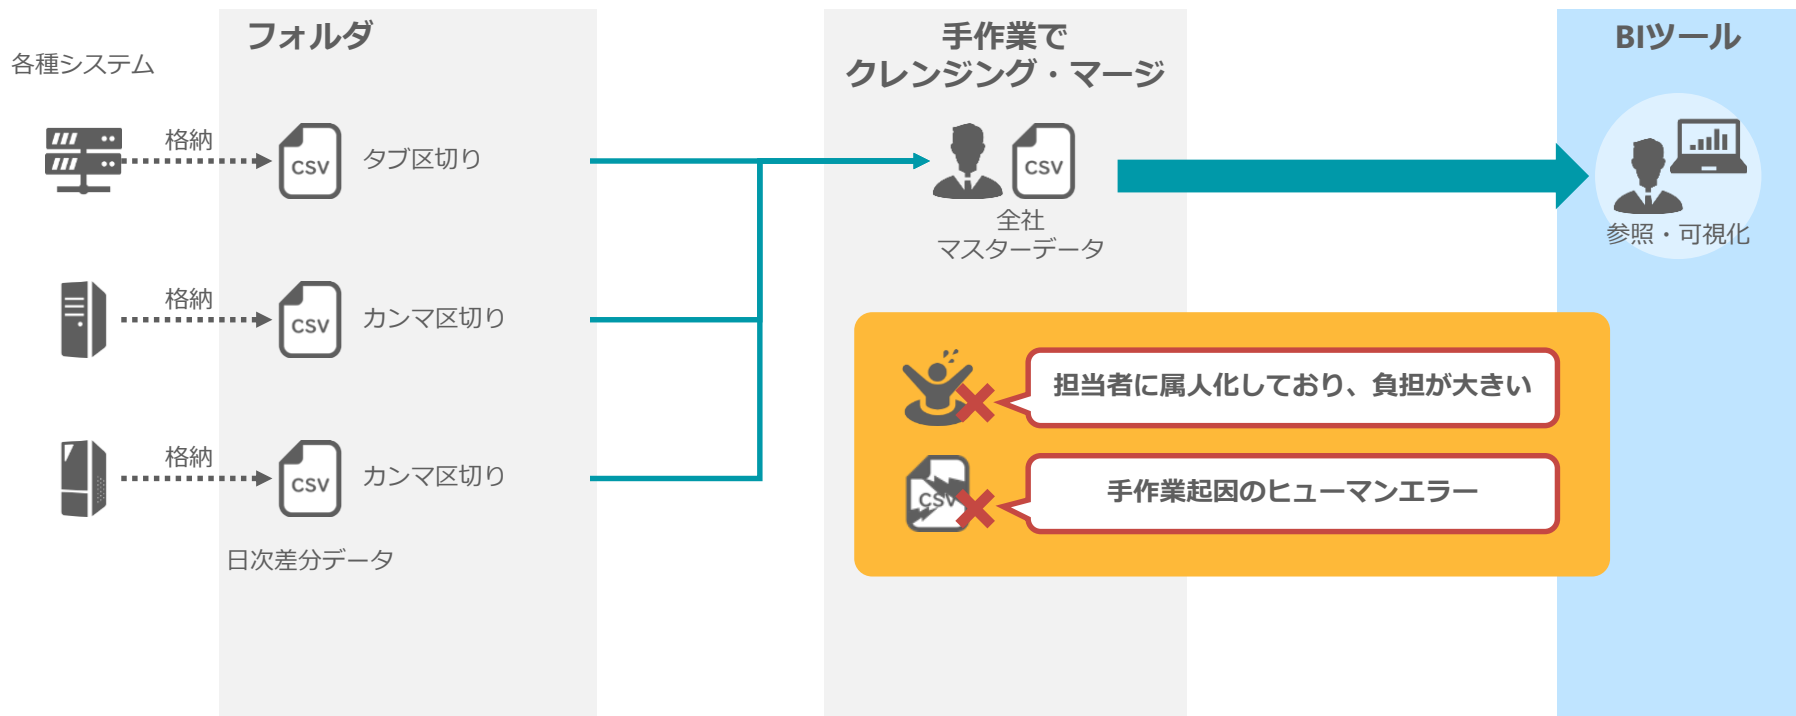 各種システム
フォルダ
手作業で
クレンジング・マージ
BIツール
格納
CSV
タブ区切り
CSV
全社
マスターデータ
参照・可視化
格納
CSV
カンマ区切り
担当者に属人化しており、負担が大きい
格納
CSV
カンマ区切り
CSV
手作業起因のヒューマンエラー
日次差分データ